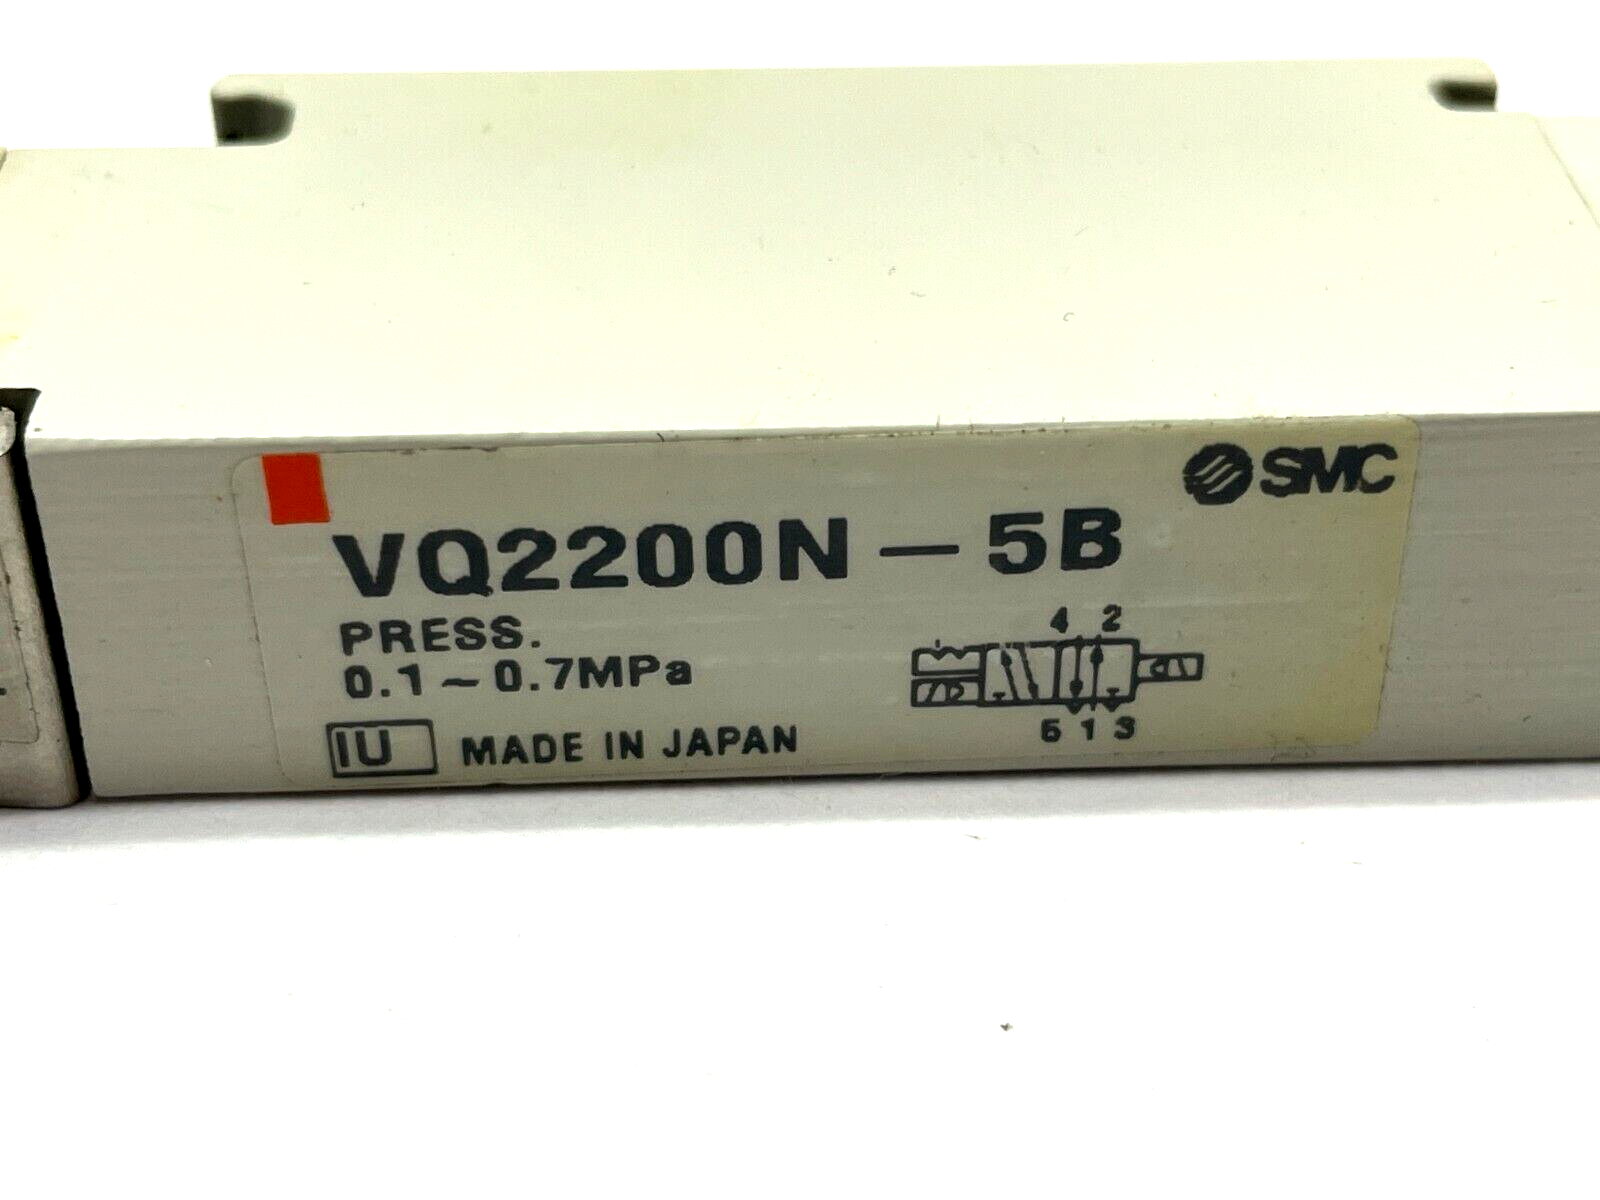 SMC
VQ2200N-5B
PRESS.
0.1~0.7MPa
4 2
5 1 3
IU MADE IN JAPAN